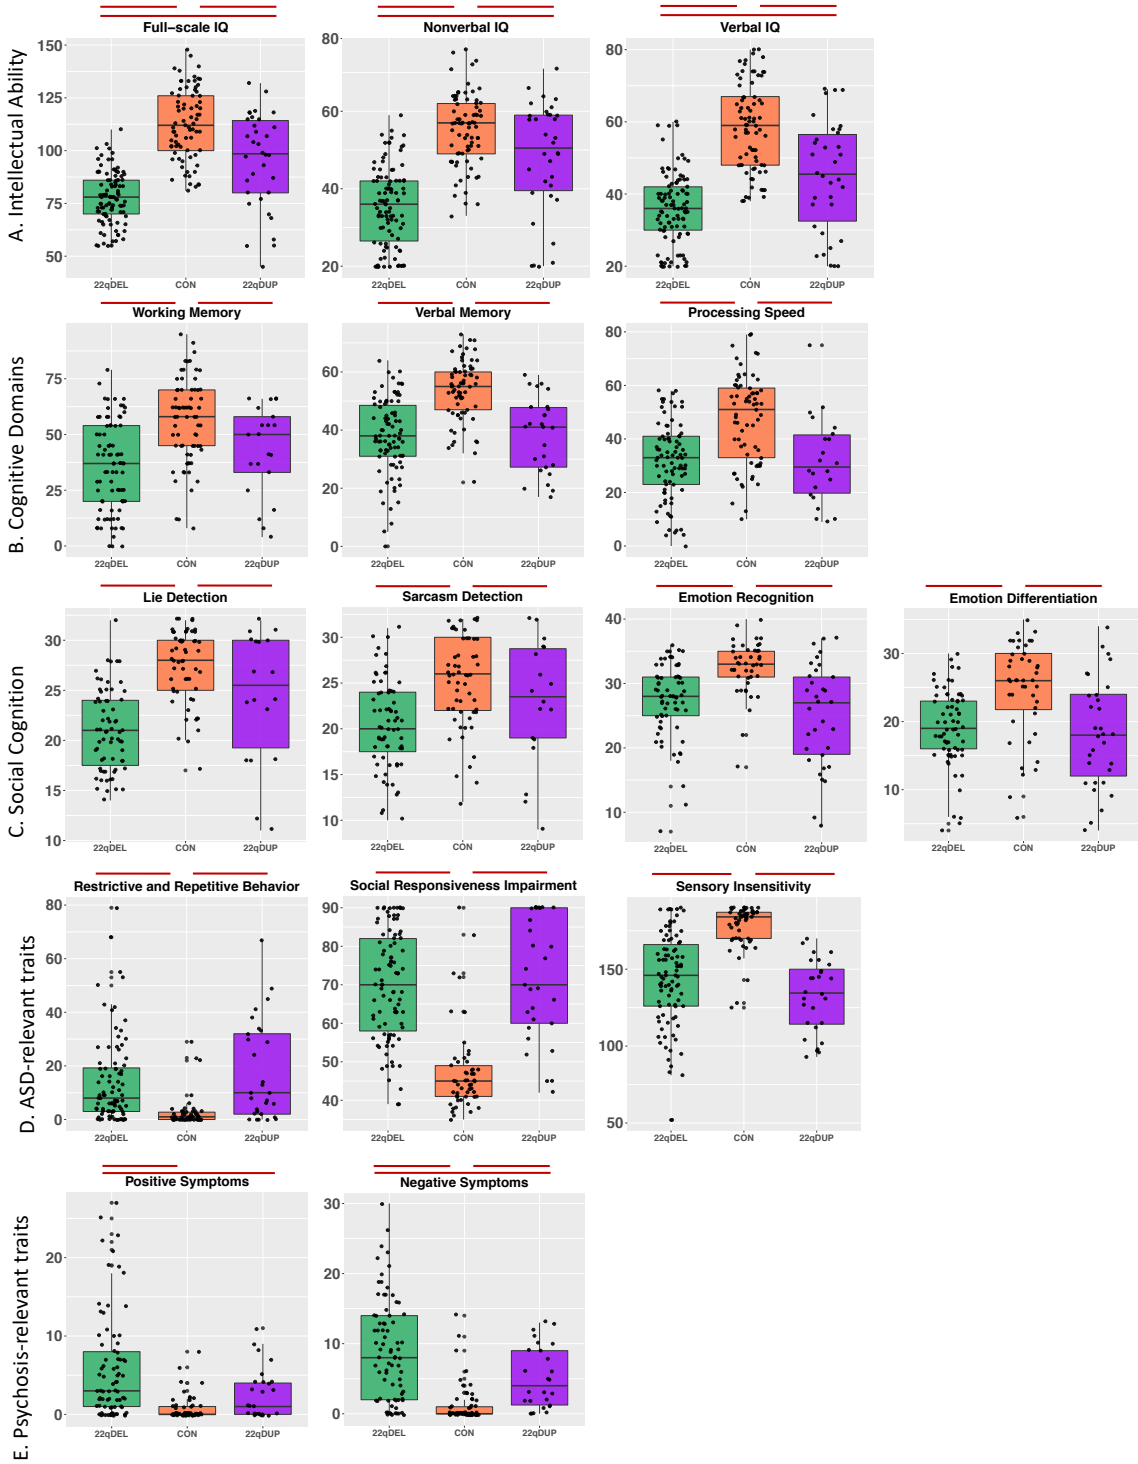 A. Intellectual Ability
Full-scale IQ
150
125
100
75
50
22qDEL CON 22qDUP
Nonverbal IQ
80
60
40
20
22qDEL CON 22qDUP
Verbal IQ
80
60
40
20
22qDEL CON 22qDUP
B. Cognitive Domains
Working Memory
75
50
25
0
22qDEL CON 22qDUP
Verbal Memory
60
40
20
0
22qDEL CON 22qDUP
Processing Speed
80
60
40
20
0
22qDEL CON 22qDUP
C. Social Cognition
Lie Detection
30
25
20
15
10
22qDEL CON 22qDUP
Sarcasm Detection
30
25
20
15
10
22qDEL CON 22qDUP
Emotion Recognition
40
30
20
10
22qDEL CON 22qDUP
Emotion Differentiation
30
20
10
22qDEL CON 22qDUP
D. ASD-relevant traits
Restrictive and Repetitive Behavior
80
60
40
20
0
22qDEL CON 22qDUP
Social Responsiveness Impairment
90
80
70
60
50
40
22qDEL CON 22qDUP
Sensory Insensitivity
150
100
50
22qDEL CON 22qDUP
E. Psychosis-relevant traits
Positive Symptoms
20
10
0
22qDEL CON 22qDUP
Negative Symptoms
30
20
10
0
22qDEL CON 22qDUP